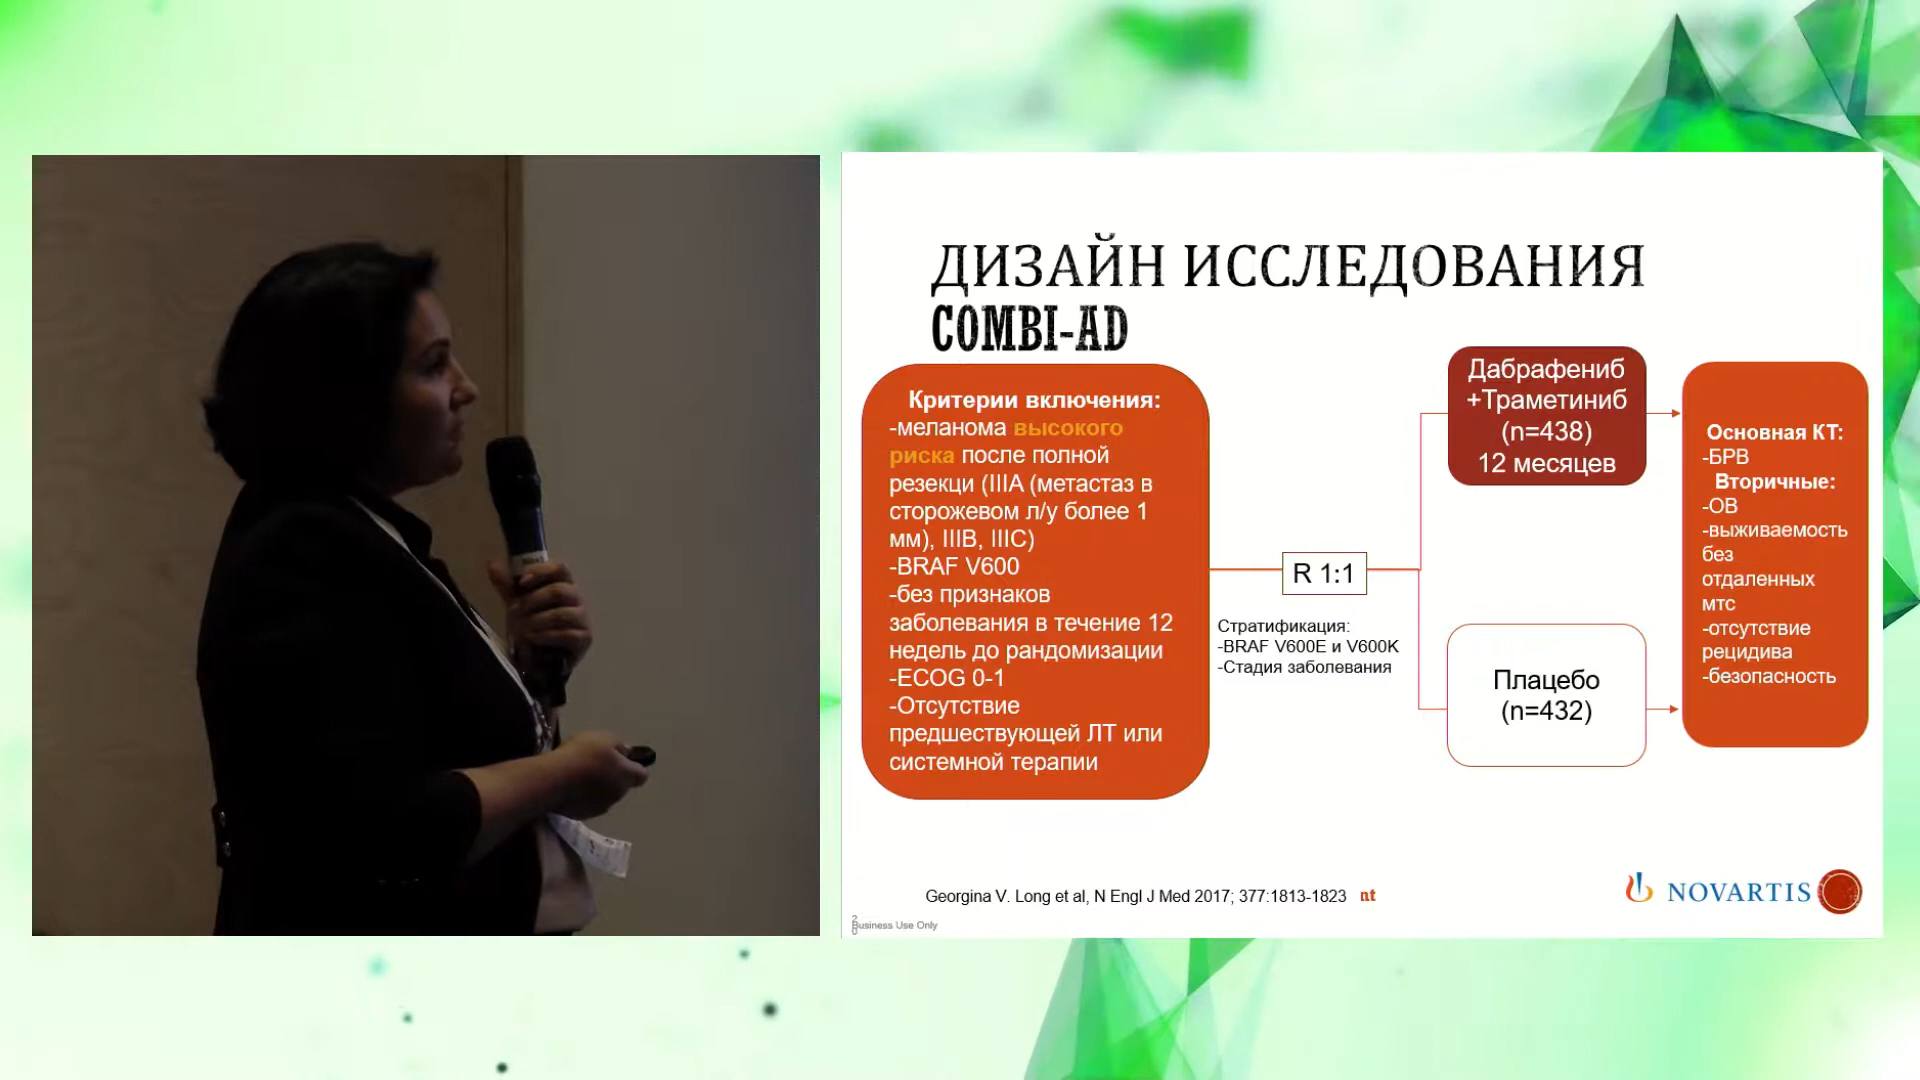 ДИЗАЙН ИССЛЕДОВАНИЯ
COMBI-AD
Критерии включения:
-меланома высокого
риска после полной
резекци (IIIA (метастаз в
сторожевом л/у более 1
мм), IIIB, IIIC)
-BRAF V600
-без признаков
заболевания в течение 12
недель до рандомизации
-ECOG 0-1
-Отсутствие
предшествующей ЛТ или
системной терапии
R 1:1
Стратификация:
-BRAF V600E и V600K
-Стадия заболевания
Дабрафениб
+Траметиниб
(n=438)
12 месяцев
Плацебо
(n=432)
Основная КТ:
-БРВ
Вторичные:
-ОВ
-выживаемость
без
отдаленных
мтс
-отсутствие
рецидива
-безопасность
Georgina V. Long et al, N Engl J Med 2017; 377:1813-1823 nt
NOVARTIS
Business Use Only